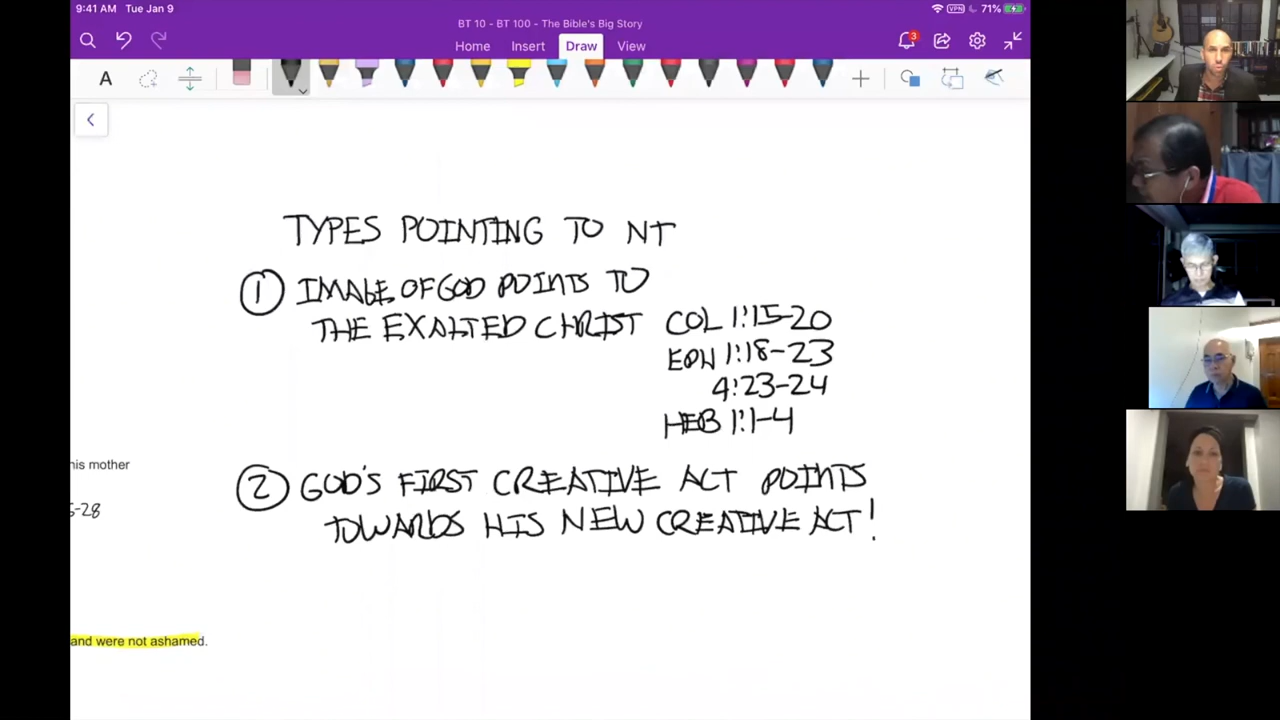 9:41 AM Tue Jan 9
VPN 71%
BT 10 - BT 100 - The Bible's Big Story
Home Insert Draw View
3
A
TYPES POINTING TO NT
1 IMAGE OF GOD POINTS TO
THE EXALTED CHRIST COL 1:15-20
EPH 1:18-23
4:23-24
HEB 1:1-4
his mother
5-28
2 GOD'S FIRST CREATIVE ACT POINTS
TOWARDS HIS NEW CREATIVE ACT!
and were not ashamed.